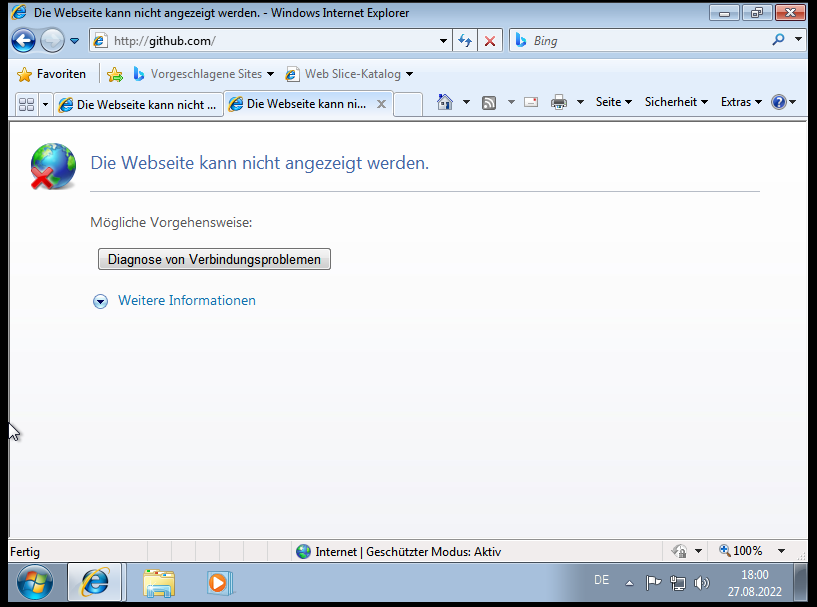 Die Webseite kann nicht angezeigt werden. - Windows Internet Explorer
http://github.com/
Bing
Favoriten Vorgeschlagene Sites Web Slice-Katalog
Die Webseite kann nicht ... Die Webseite kann ni... Seite Sicherheit Extras
Die Webseite kann nicht angezeigt werden.
Mögliche Vorgehensweise:
Diagnose von Verbindungsproblemen
Weitere Informationen
Fertig Internet | Geschützter Modus: Aktiv 100%
DE 18:00
27.08.2022